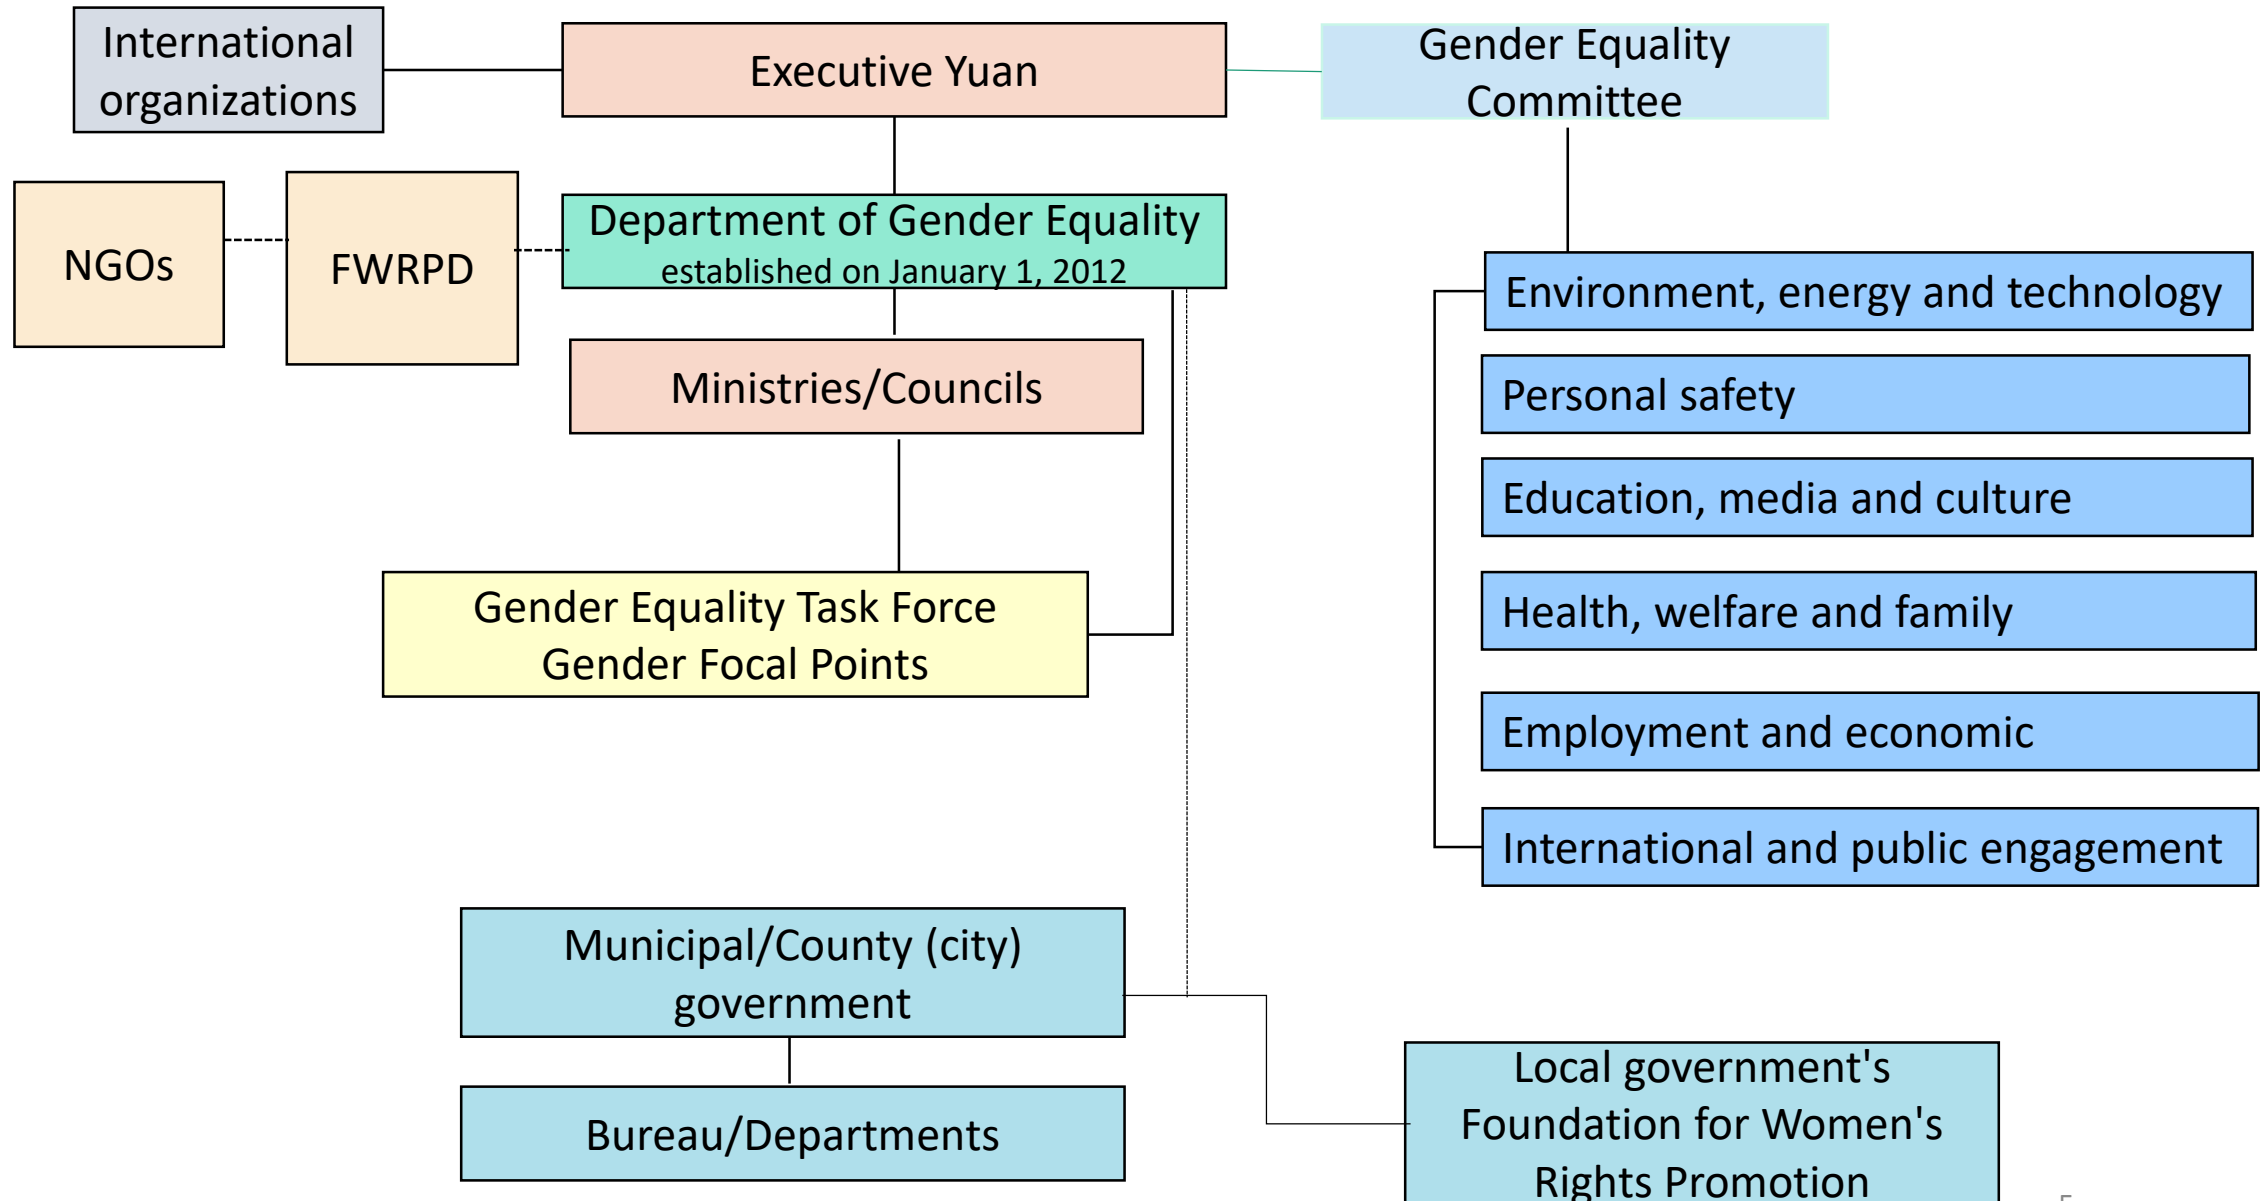 International
organizations
Executive Yuan
Gender Equality
Committee
NGOs
FWRPD
Department of Gender Equality
established on January 1, 2012
Ministries/Councils
Gender Equality Task Force
Gender Focal Points
Environment, energy and technology
Personal safety
Education, media and culture
Health, welfare and family
Employment and economic
International and public engagement
Municipal/County (city)
government
Bureau/Departments
Local government's
Foundation for Women's
Rights Promotion